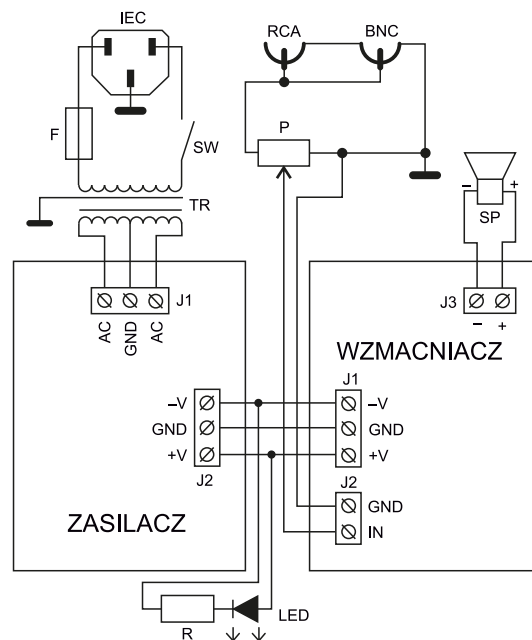 IEC
RCA
BNC
F
P
SW
TR
SP
–
+
J1
AC
GND
AC
J3
–
+
WZMACNIACZ
–V
GND
+V
J2
J1
–V
GND
+V
J2
GND
IN
ZASILACZ
R
LED